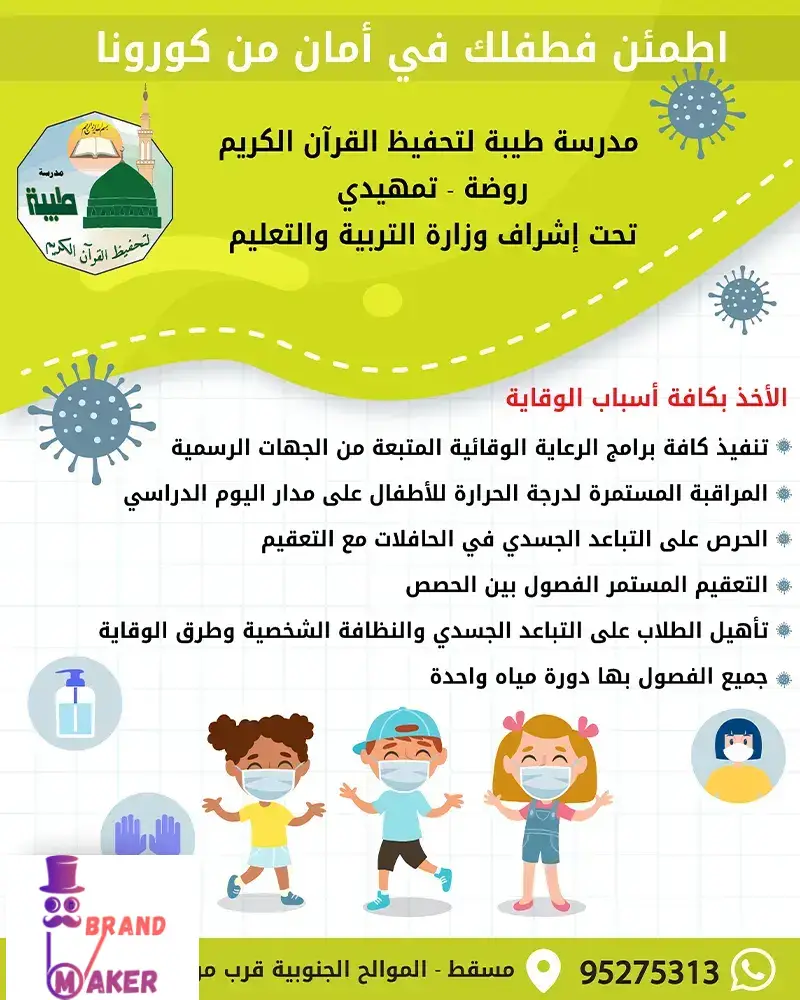 اطمئن فطفلك في أمان من كورونا
مدرسة طيبة لتحفيظ القرآن الكريم
روضة - تمهيدي
تحت إشراف وزارة التربية والتعليم
مدرسة
طيبة
لتحفيظ القرآن الكريم
الأخذ بكافة أسباب الوقاية
تنفيذ كافة برامج الرعاية الوقائية المتبعة من الجهات الرسمية
المراقبة المستمرة لدرجة الحرارة للأطفال على مدار اليوم الدراسي
الحرص على التباعد الجسدي في الحافلات مع التعقيم
التعقيم المستمر الفصول بين الحصص
تأهيل الطلاب على التباعد الجسدي والنظافة الشخصية وطرق الوقاية
جميع الفصول بها دورة مياه واحدة
95275313 مسقط - الموالح الجنوبية قرب
BRAND
MAKER